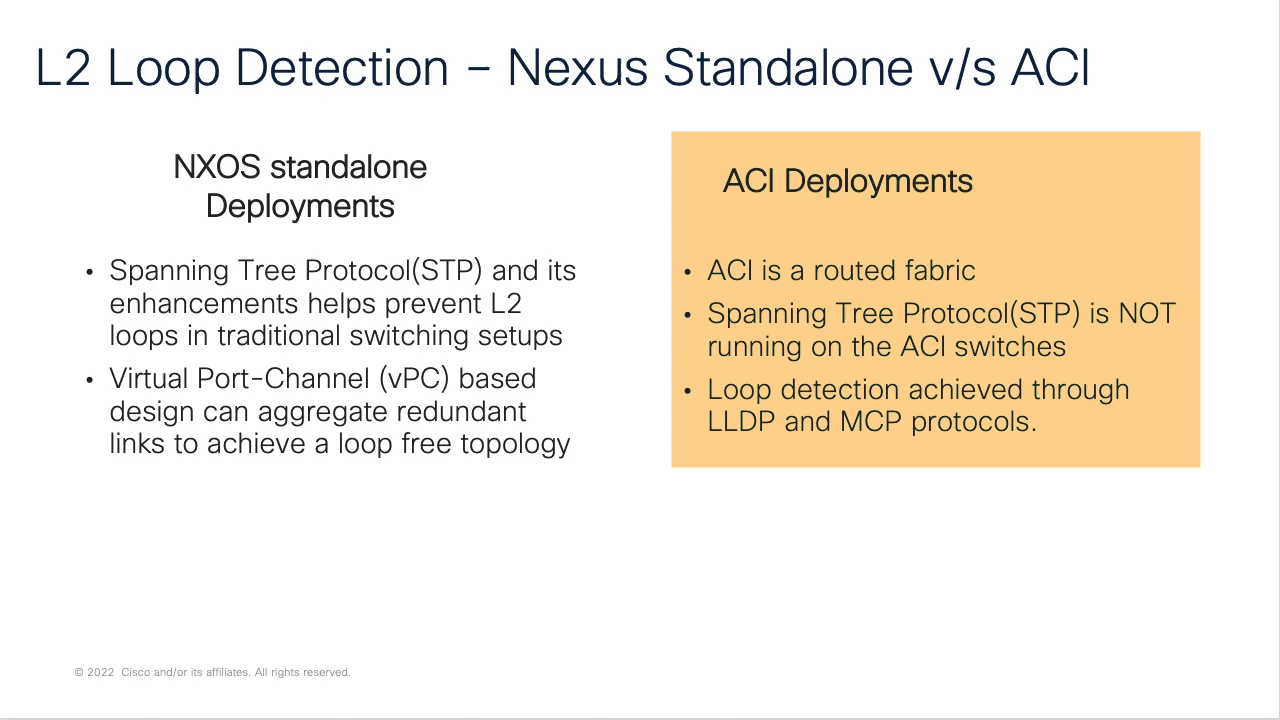 L2 Loop Detection – Nexus Standalone v/s ACI
NXOS standalone
Deployments
• Spanning Tree Protocol(STP) and its
enhancements helps prevent L2
loops in traditional switching setups
• Virtual Port-Channel (vPC) based
design can aggregate redundant
links to achieve a loop free topology
ACI Deployments
• ACI is a routed fabric
• Spanning Tree Protocol(STP) is NOT
running on the ACI switches
• Loop detection achieved through
LLDP and MCP protocols.
© 2022 Cisco and/or its affiliates. All rights reserved.